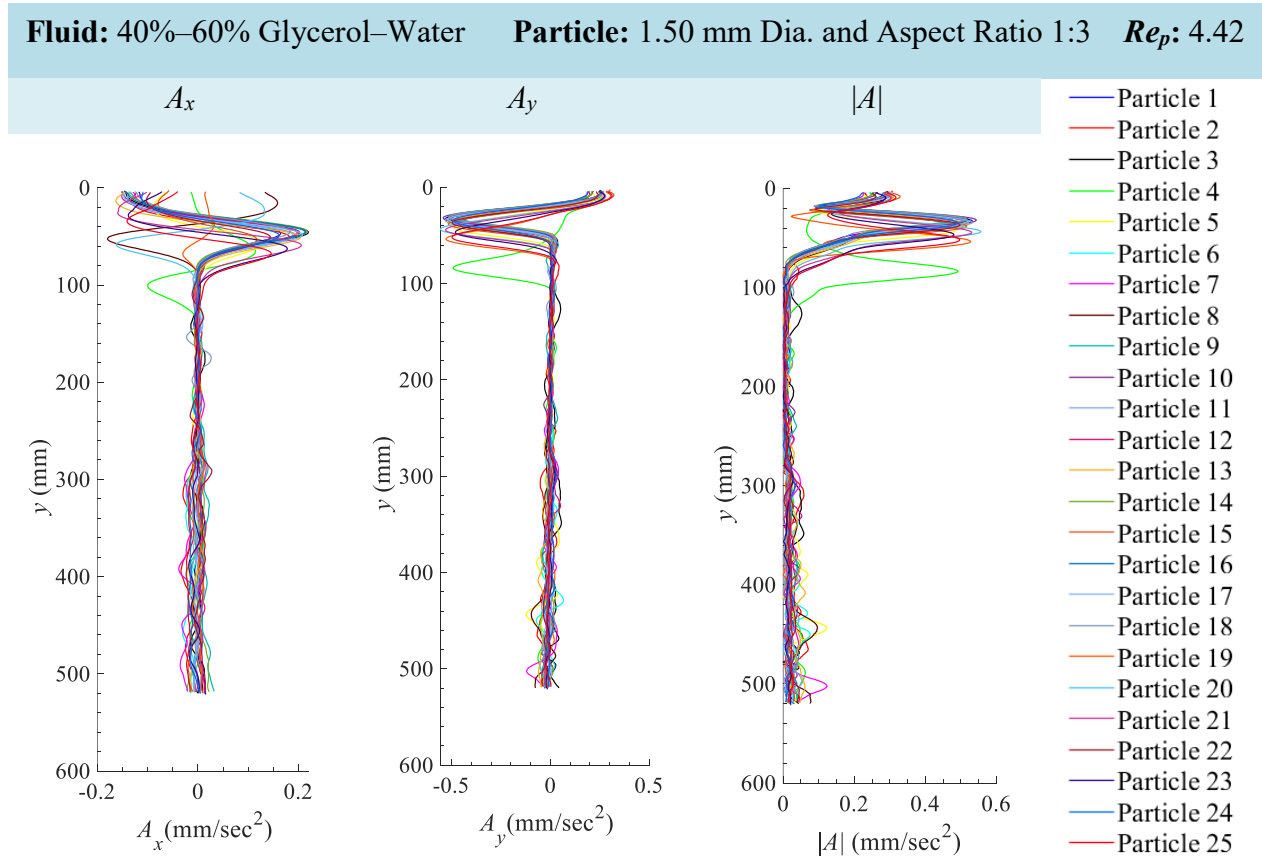 Fluid: 40%–60% Glycerol–Water Particle: 1.50 mm Dia. and Aspect Ratio 1:3 Rep: 4.42
Ax Ay |A|
0
100
200
300
400
500
600
y (mm)
-0.2 0 0.2
Ax(mm/sec2)
0
100
200
300
400
500
600
y (mm)
-0.5 0 0.5
Ay(mm/sec2)
0
100
200
300
400
500
600
y (mm)
0 0.2 0.4 0.6
|A| (mm/sec2)
Particle 1
Particle 2
Particle 3
Particle 4
Particle 5
Particle 6
Particle 7
Particle 8
Particle 9
Particle 10
Particle 11
Particle 12
Particle 13
Particle 14
Particle 15
Particle 16
Particle 17
Particle 18
Particle 19
Particle 20
Particle 21
Particle 22
Particle 23
Particle 24
Particle 25